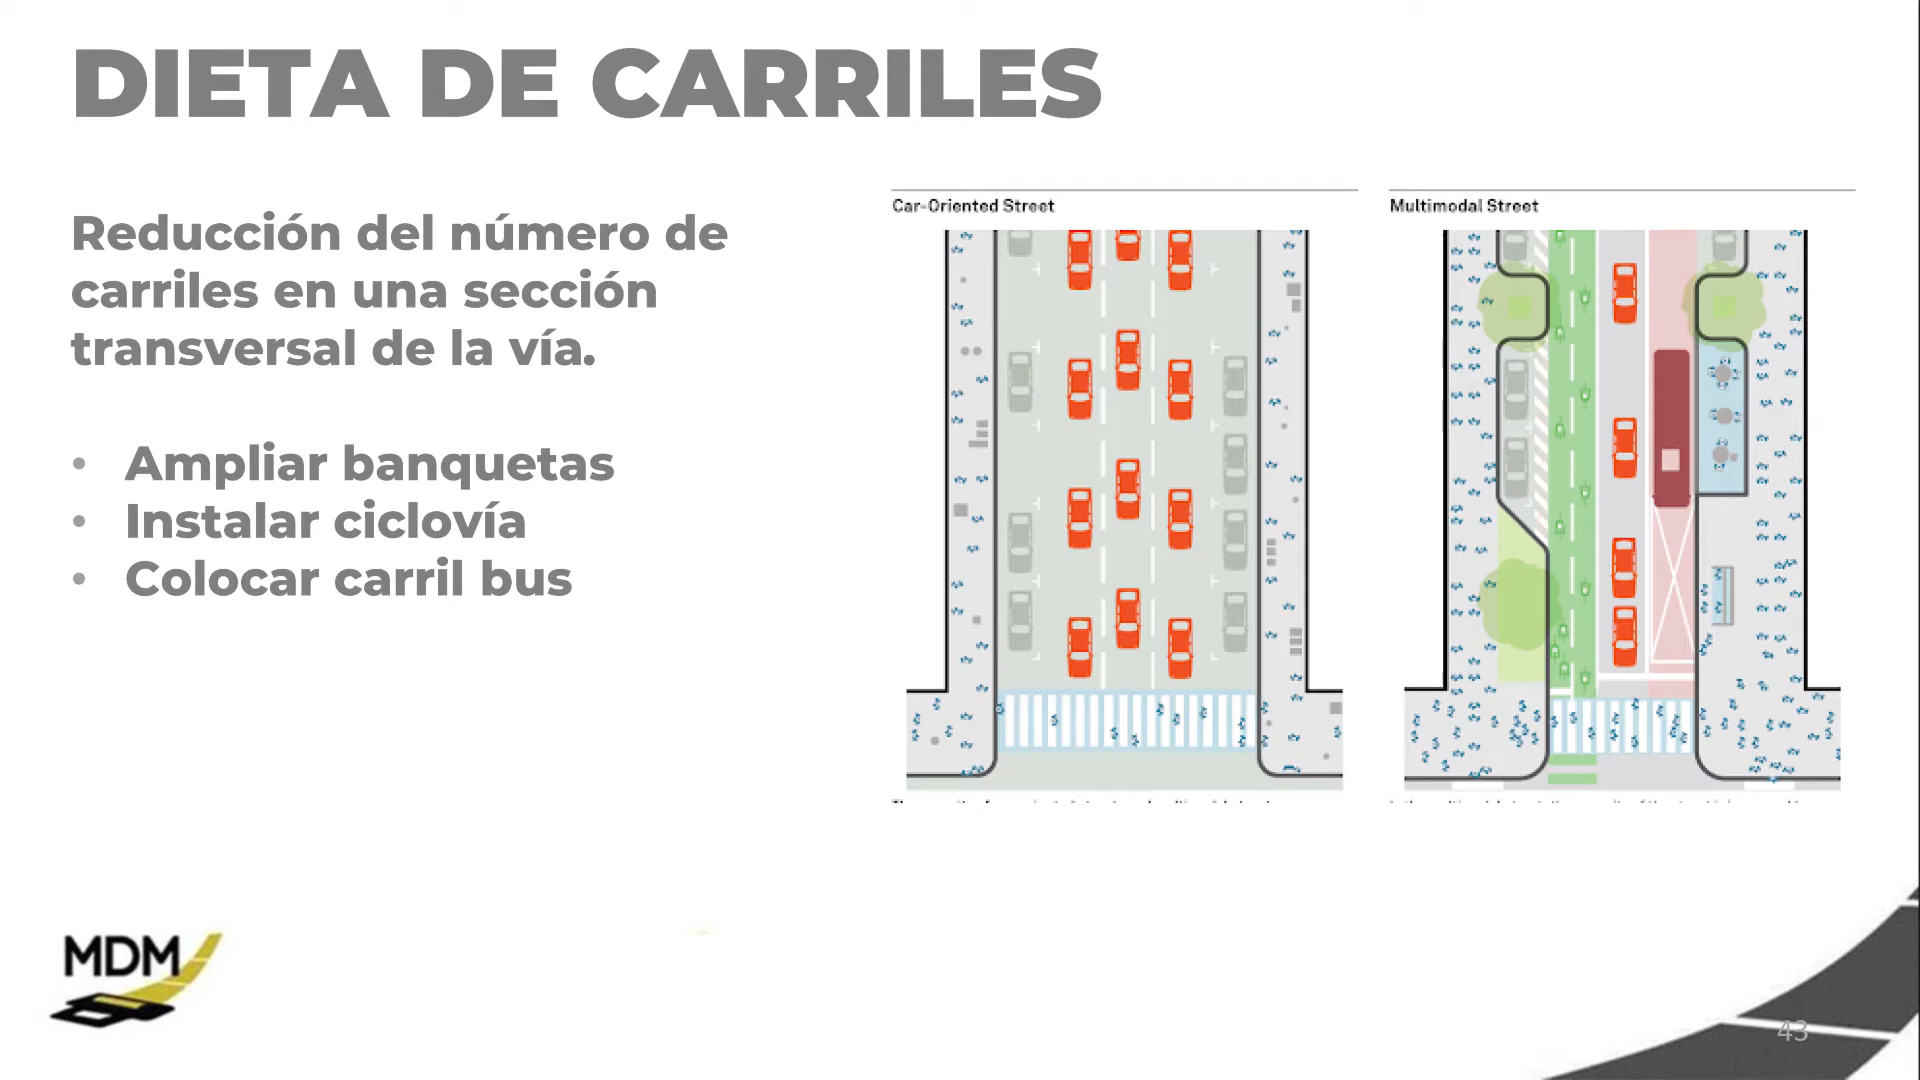 DIETA DE CARRILES
Reducción del número de
carriles en una sección
transversal de la vía.
• Ampliar banquetas
• Instalar ciclovía
• Colocar carril bus
Car-Oriented Street
Multimodal Street
MDM
43